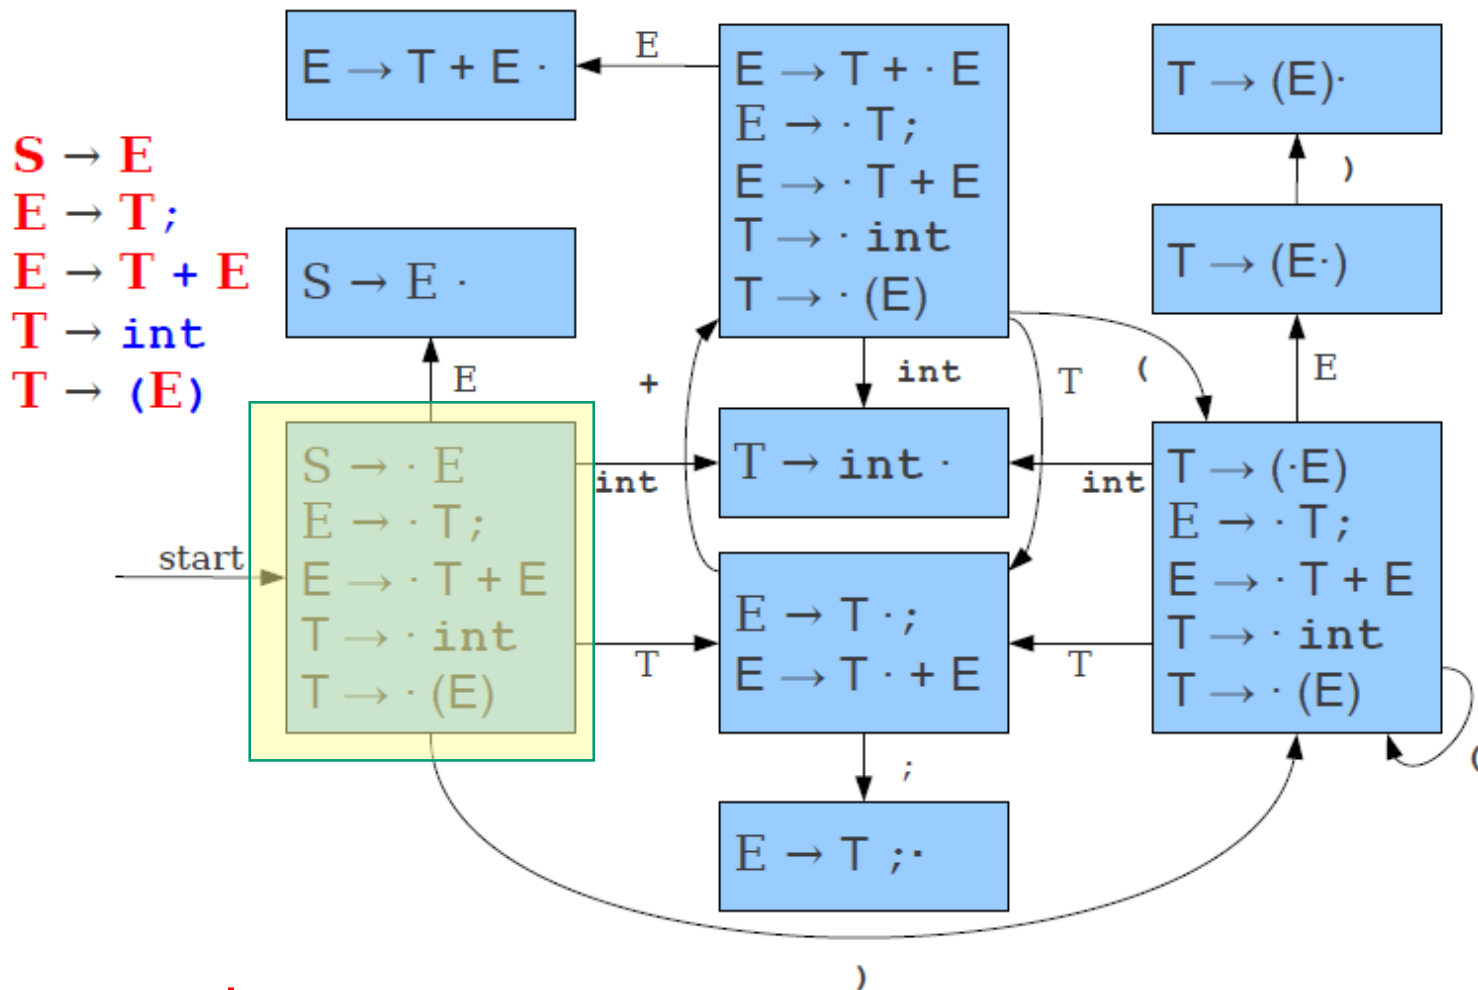 S → E
E → T ;
E → T + E
T → int
T → (E)
E → T + E ·
E
E → T + · E
E → · T ;
E → · T + E
T → · int
T → · (E)
T → (E)·
)
T → (E·)
S → E ·
E
+
int
T
(
E
start
S → · E
E → · T ;
E → · T + E
T → · int
T → · (E)
int
T → int ·
int
T
E → T · ;
E → T · + E
T
T → (·E)
E → · T ;
E → · T + E
T → · int
T → · (E)
(
;
E → T ;·
)